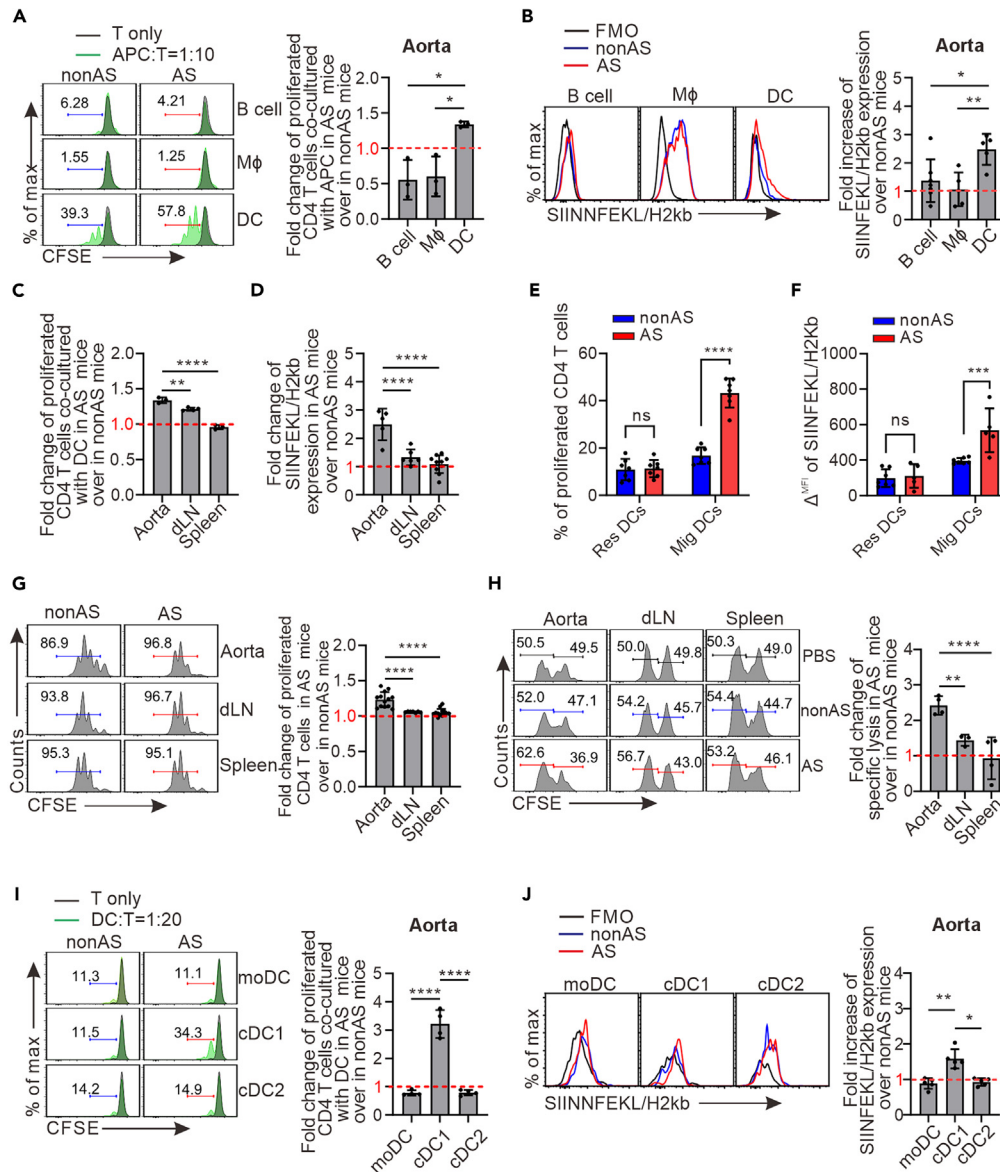 A
T only
APC:T=1:10
nonAS
AS
6.28
4.21
B cell
1.55
1.25
Mϕ
39.3
57.8
DC
% of max
CFSE
Aorta
Fold change of proliferated
CD4 T cells co-cultured
with APC in AS mice
over in nonAS mice
1.5
1.0
0.5
0.0
*
*
B cell
Mϕ
DC
B
FMO
nonAS
AS
B cell
Mϕ
DC
% of max
SIINNFEKL/H2kb
Aorta
Fold increase of
SIINFEKL/H2kb expression
over nonAS mice
5
4
3
2
1
0
*
**
B cell
Mϕ
DC
C
Fold change of proliferated
CD4 T cells co-cultured
with DC in AS mice
over in nonAS mice
2.0
1.5
1.0
0.5
0.0
****
**
Aorta
dLN
Spleen
D
Fold change of
SIINFEKL/H2kb
expression in AS mice
over nonAS mice
5
4
3
2
1
0
****
****
Aorta
dLN
Spleen
E
nonAS
AS
% of proliferated CD4 T cells
60
40
20
0
ns
****
Res DCs
Mig DCs
F
nonAS
AS
Δ MFI of SIINFEKL/H2Kb
900
600
400
200
0
ns
***
Res DCs
Mig DCs
G
nonAS
AS
86.9
96.8
Aorta
93.8
96.7
dLN
95.3
95.1
Spleen
Counts
CFSE
Fold change of proliferated
CD4 T cells in AS mice
over in nonAS mice
2.0
1.5
1.0
0.5
0.0
****
****
Aorta
dLN
Spleen
H
Aorta
dLN
Spleen
50.5
49.5
50.0
49.8
50.3
49.0
PBS
52.0
47.1
54.2
45.7
54.4
44.7
nonAS
62.6
36.9
56.7
43.0
53.2
46.1
AS
Counts
CFSE
Fold change of
specific lysis in AS mice
over in nonAS mice
4
3
2
1
0
****
**
Aorta
dLN
Spleen
I
T only
DC:T=1:20
nonAS
AS
11.3
11.1
moDC
11.5
34.3
cDC1
14.2
14.9
cDC2
% of max
CFSE
Aorta
Fold change of proliferated
CD4 T cells co-cultured
with DC in AS mice
over in nonAS mice
5
4
3
2
1
0
****
****
moDC
cDC1
cDC2
J
FMO
nonAS
AS
moDC
cDC1
cDC2
% of max
SIINNFEKL/H2kb
Aorta
Fold increase of
SIINFEKL/H2kb expression
over nonAS mice
4
3
2
1
0
**
*
moDC
cDC1
cDC2